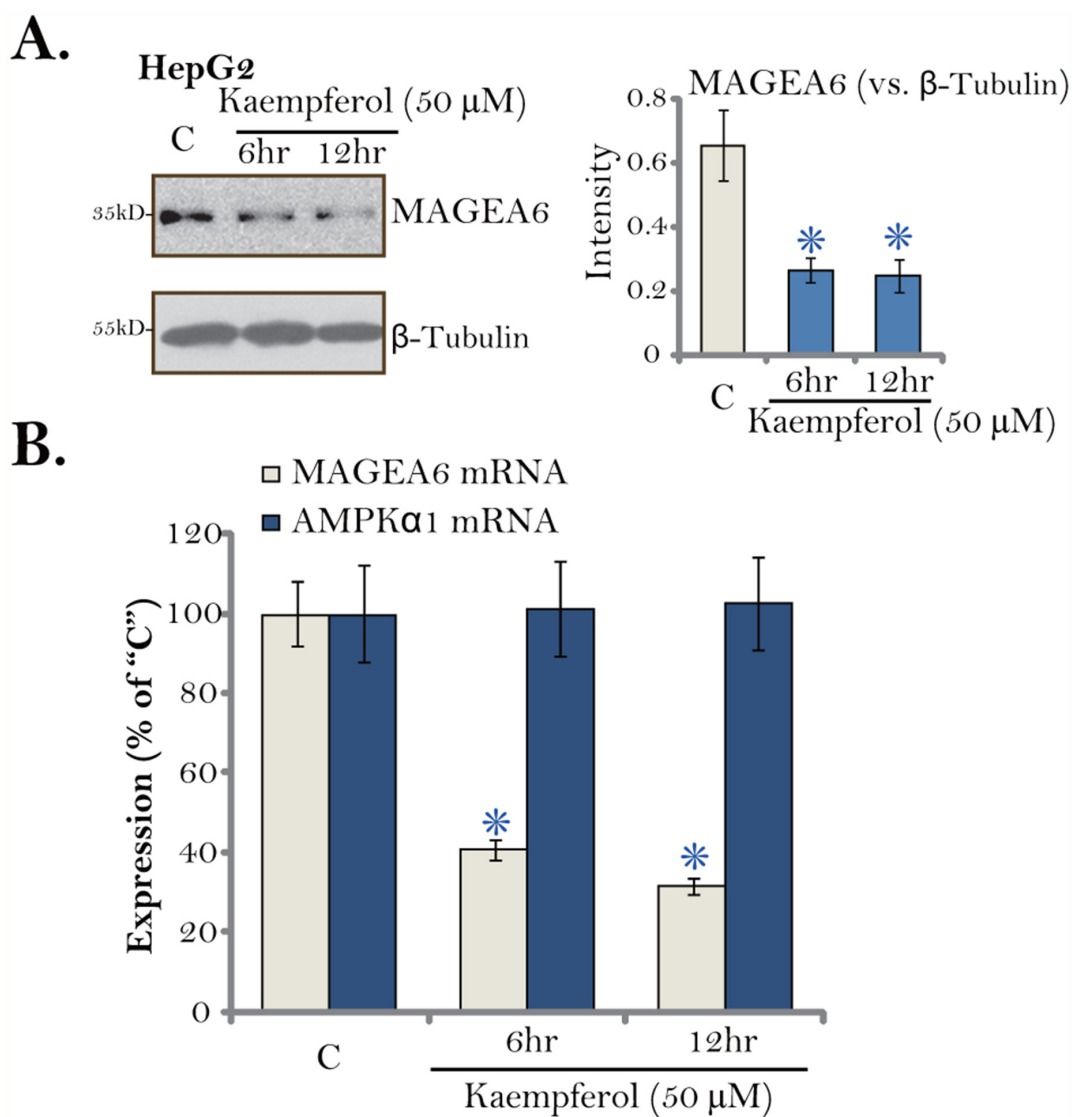 A.
HepG2
Kaempferol (50 μM)
C
6hr 12hr
35kD
MAGEA6
55kD
β-Tubulin
MAGEA6 (vs. β-Tubulin)
Intensity
0.8
0.6
0.4
0.2
0
* *
C
6hr 12hr
Kaempferol (50 μM)
B.
MAGEA6 mRNA
AMPKα1 mRNA
Expression (% of “C”)
120
100
80
60
40
20
0
* *
C
6hr 12hr
Kaempferol (50 μM)